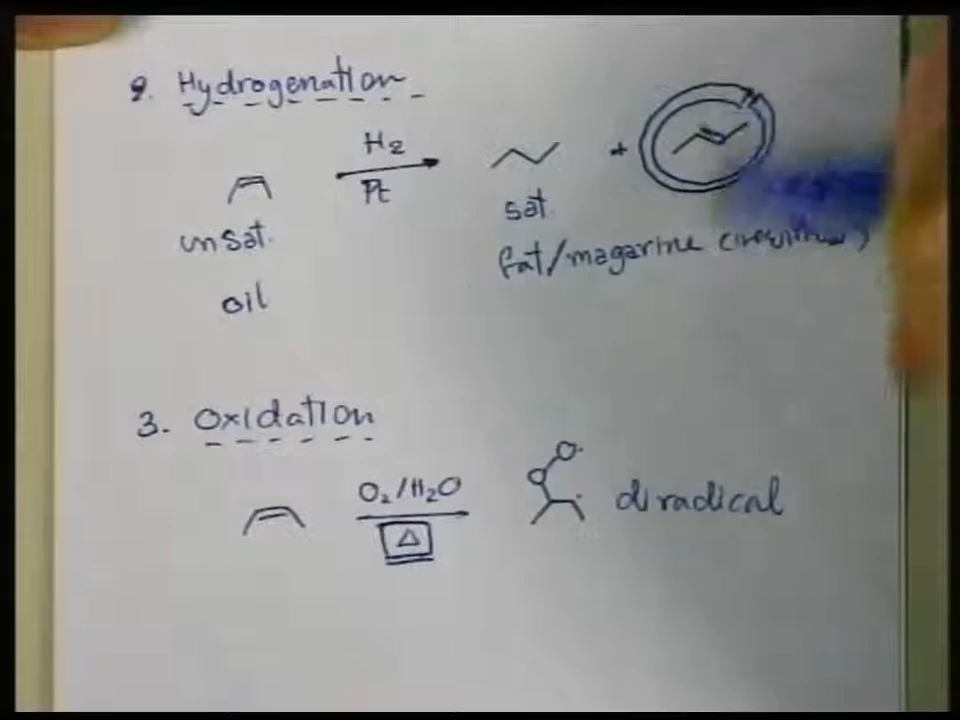 2. Hydrogenation
H2
Pt
+
unsat.
sat.
oil
fat/magarine
3. Oxidation
O2/H2O
Δ
O
O·
diradical